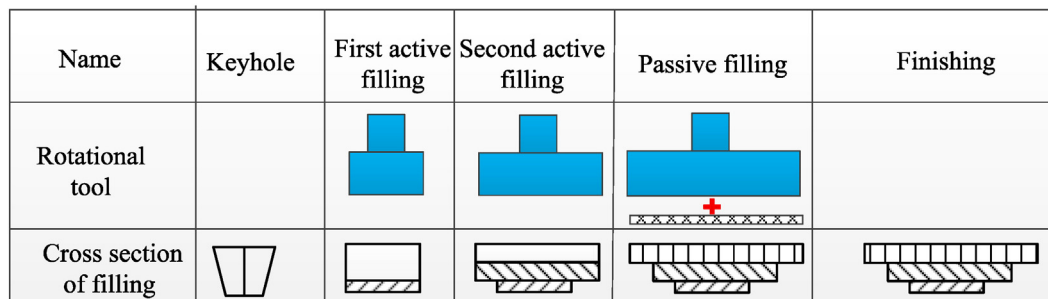 Name
Keyhole
First active
filling
Second active
filling
Passive filling
Finishing
Rotational
tool
Cross section
of filling